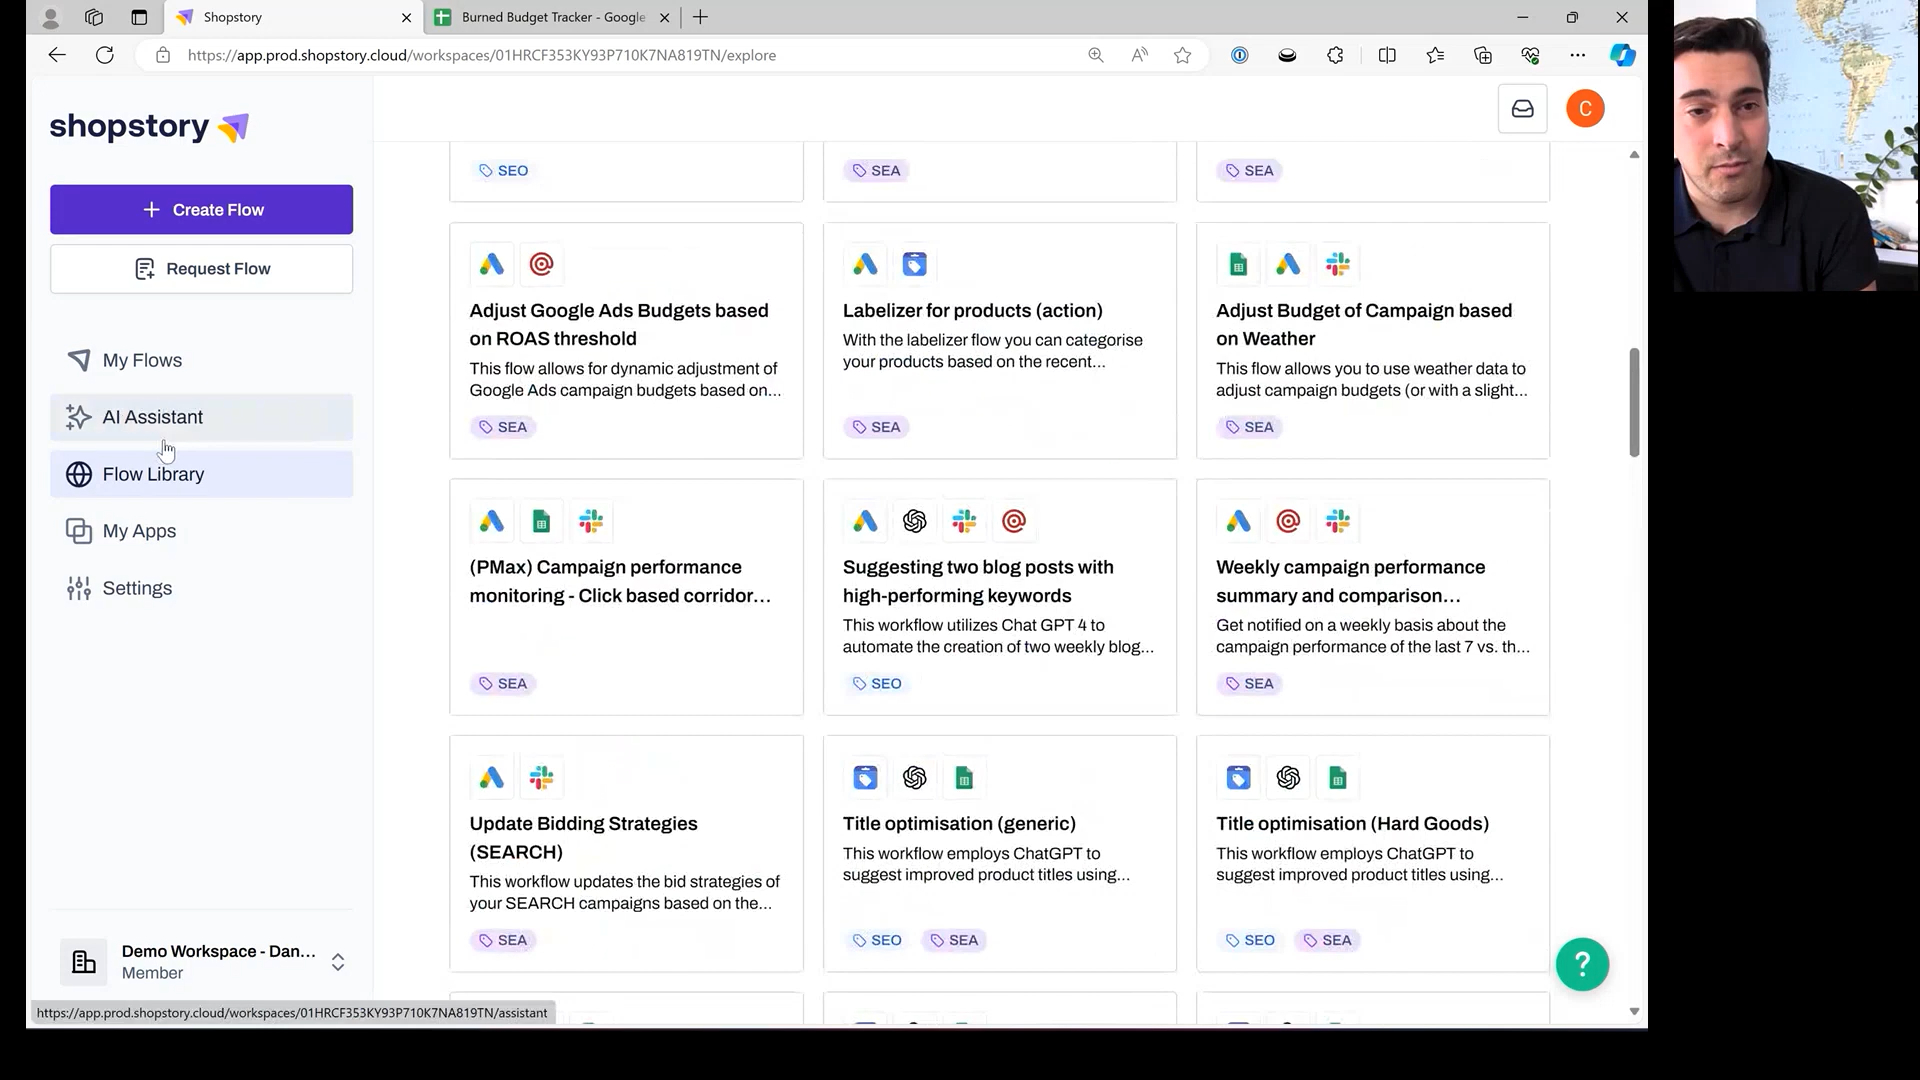 Shopstory
Burned Budget Tracker - Google
https://app.prod.shopstory.cloud/workspaces/01HRCF353KY93P710K7NA819TN/explore
shopstory
C
Create Flow
Request Flow
My Flows
AI Assistant
Flow Library
My Apps
Settings
Demo Workspace - Dan...
Member
https://app.prod.shopstory.cloud/workspaces/01HRCF353KY93P710K7NA819TN/assistant
SEO
SEA
SEA
Adjust Google Ads Budgets based
on ROAS threshold
This flow allows for dynamic adjustment of
Google Ads campaign budgets based on...
SEA
Labelizer for products (action)
With the labelizer flow you can categorise
your products based on the recent...
SEA
Adjust Budget of Campaign based
on Weather
This flow allows you to use weather data to
adjust campaign budgets (or with a slight...
SEA
(PMax) Campaign performance
monitoring - Click based corridor...
SEA
Suggesting two blog posts with
high-performing keywords
This workflow utilizes Chat GPT 4 to
automate the creation of two weekly blog...
SEO
Weekly campaign performance
summary and comparison...
Get notified on a weekly basis about the
campaign performance of the last 7 vs. th...
SEA
Update Bidding Strategies
(SEARCH)
This workflow updates the bid strategies of
your SEARCH campaigns based on the...
SEA
Title optimisation (generic)
This workflow employs ChatGPT to
suggest improved product titles using...
SEO SEA
Title optimisation (Hard Goods)
This workflow employs ChatGPT to
suggest improved product titles using...
SEO SEA
?